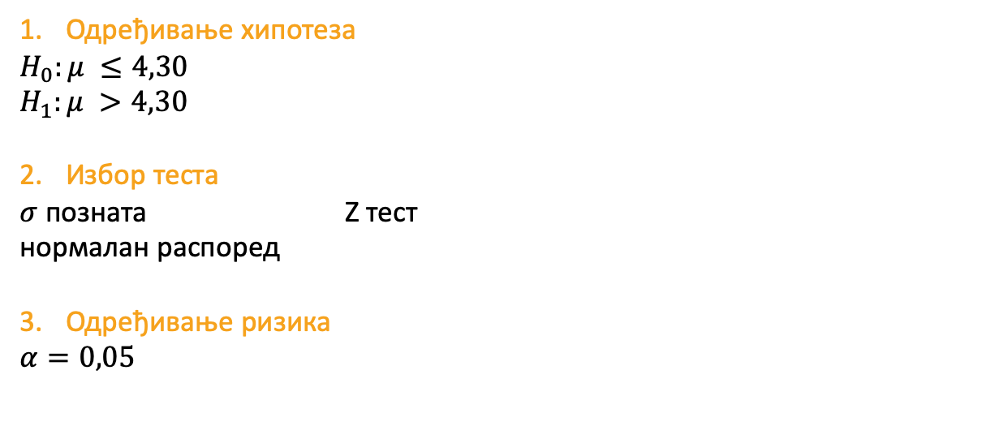 1. Одређивање хипотеза
H₀: μ ≤ 4,30
H₁: μ > 4,30
2. Избор теста
σ позната Z тест
нормалан распоред
3. Одређивање ризика
α = 0,05